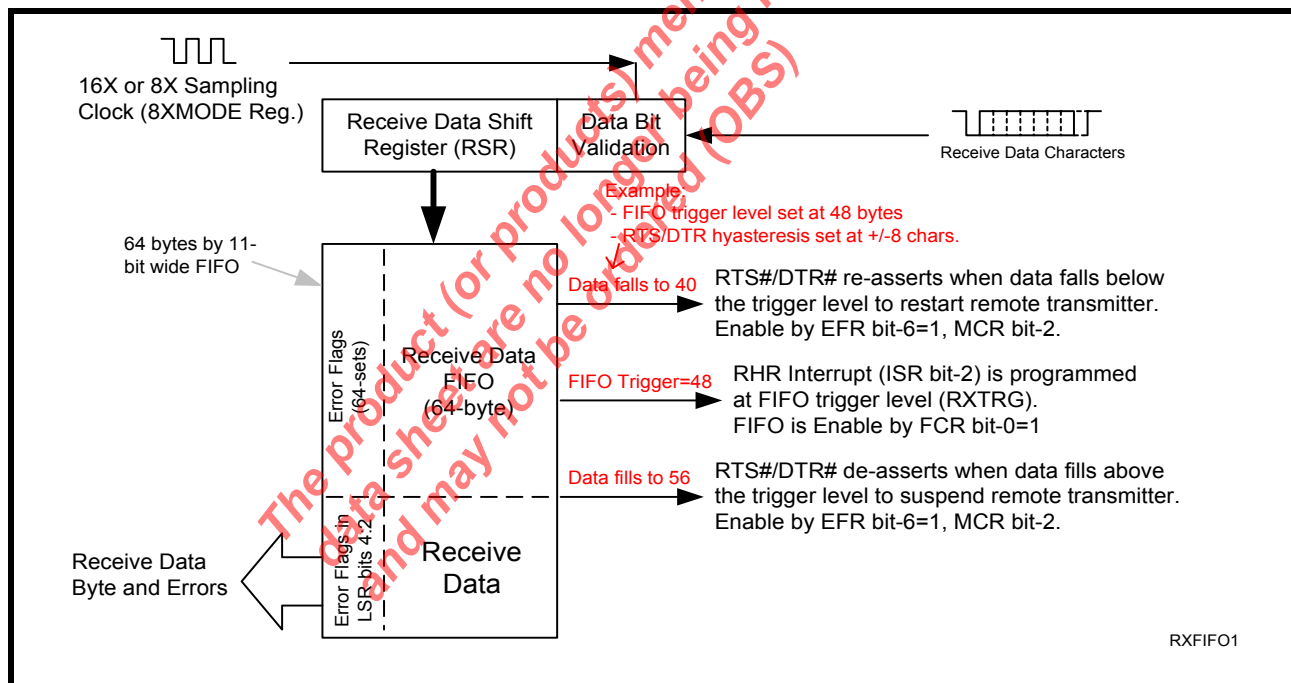 16X or 8X Sampling
Clock (8XMODE Reg.)
Receive Data Shift
Register (RSR)
Data Bit
Validation
Receive Data Characters
Example:
- FIFO trigger level set at 48 bytes
- RTS/DTR hyasteresis set at +/-8 chars.
64 bytes by 11-
bit wide FIFO
Data falls to 40
RTS#/DTR# re-asserts when data falls below
the trigger level to restart remote transmitter.
Enable by EFR bit-6=1, MCR bit-2.
Error Flags
(64-sets)
Receive Data
FIFO
(64-byte)
FIFO Trigger=48
RHR Interrupt (ISR bit-2) is programmed
at FIFO trigger level (RXTRG).
FIFO is Enable by FCR bit-0=1
Data fills to 56
RTS#/DTR# de-asserts when data fills above
the trigger level to suspend remote transmitter.
Enable by EFR bit-6=1, MCR bit-2.
Error Flags in
LSR bits 4:2
Receive
Data
Receive Data
Byte and Errors
RXFIFO1
The product (or products)
data sheet are no longer being
and may not be ordered (OBS)